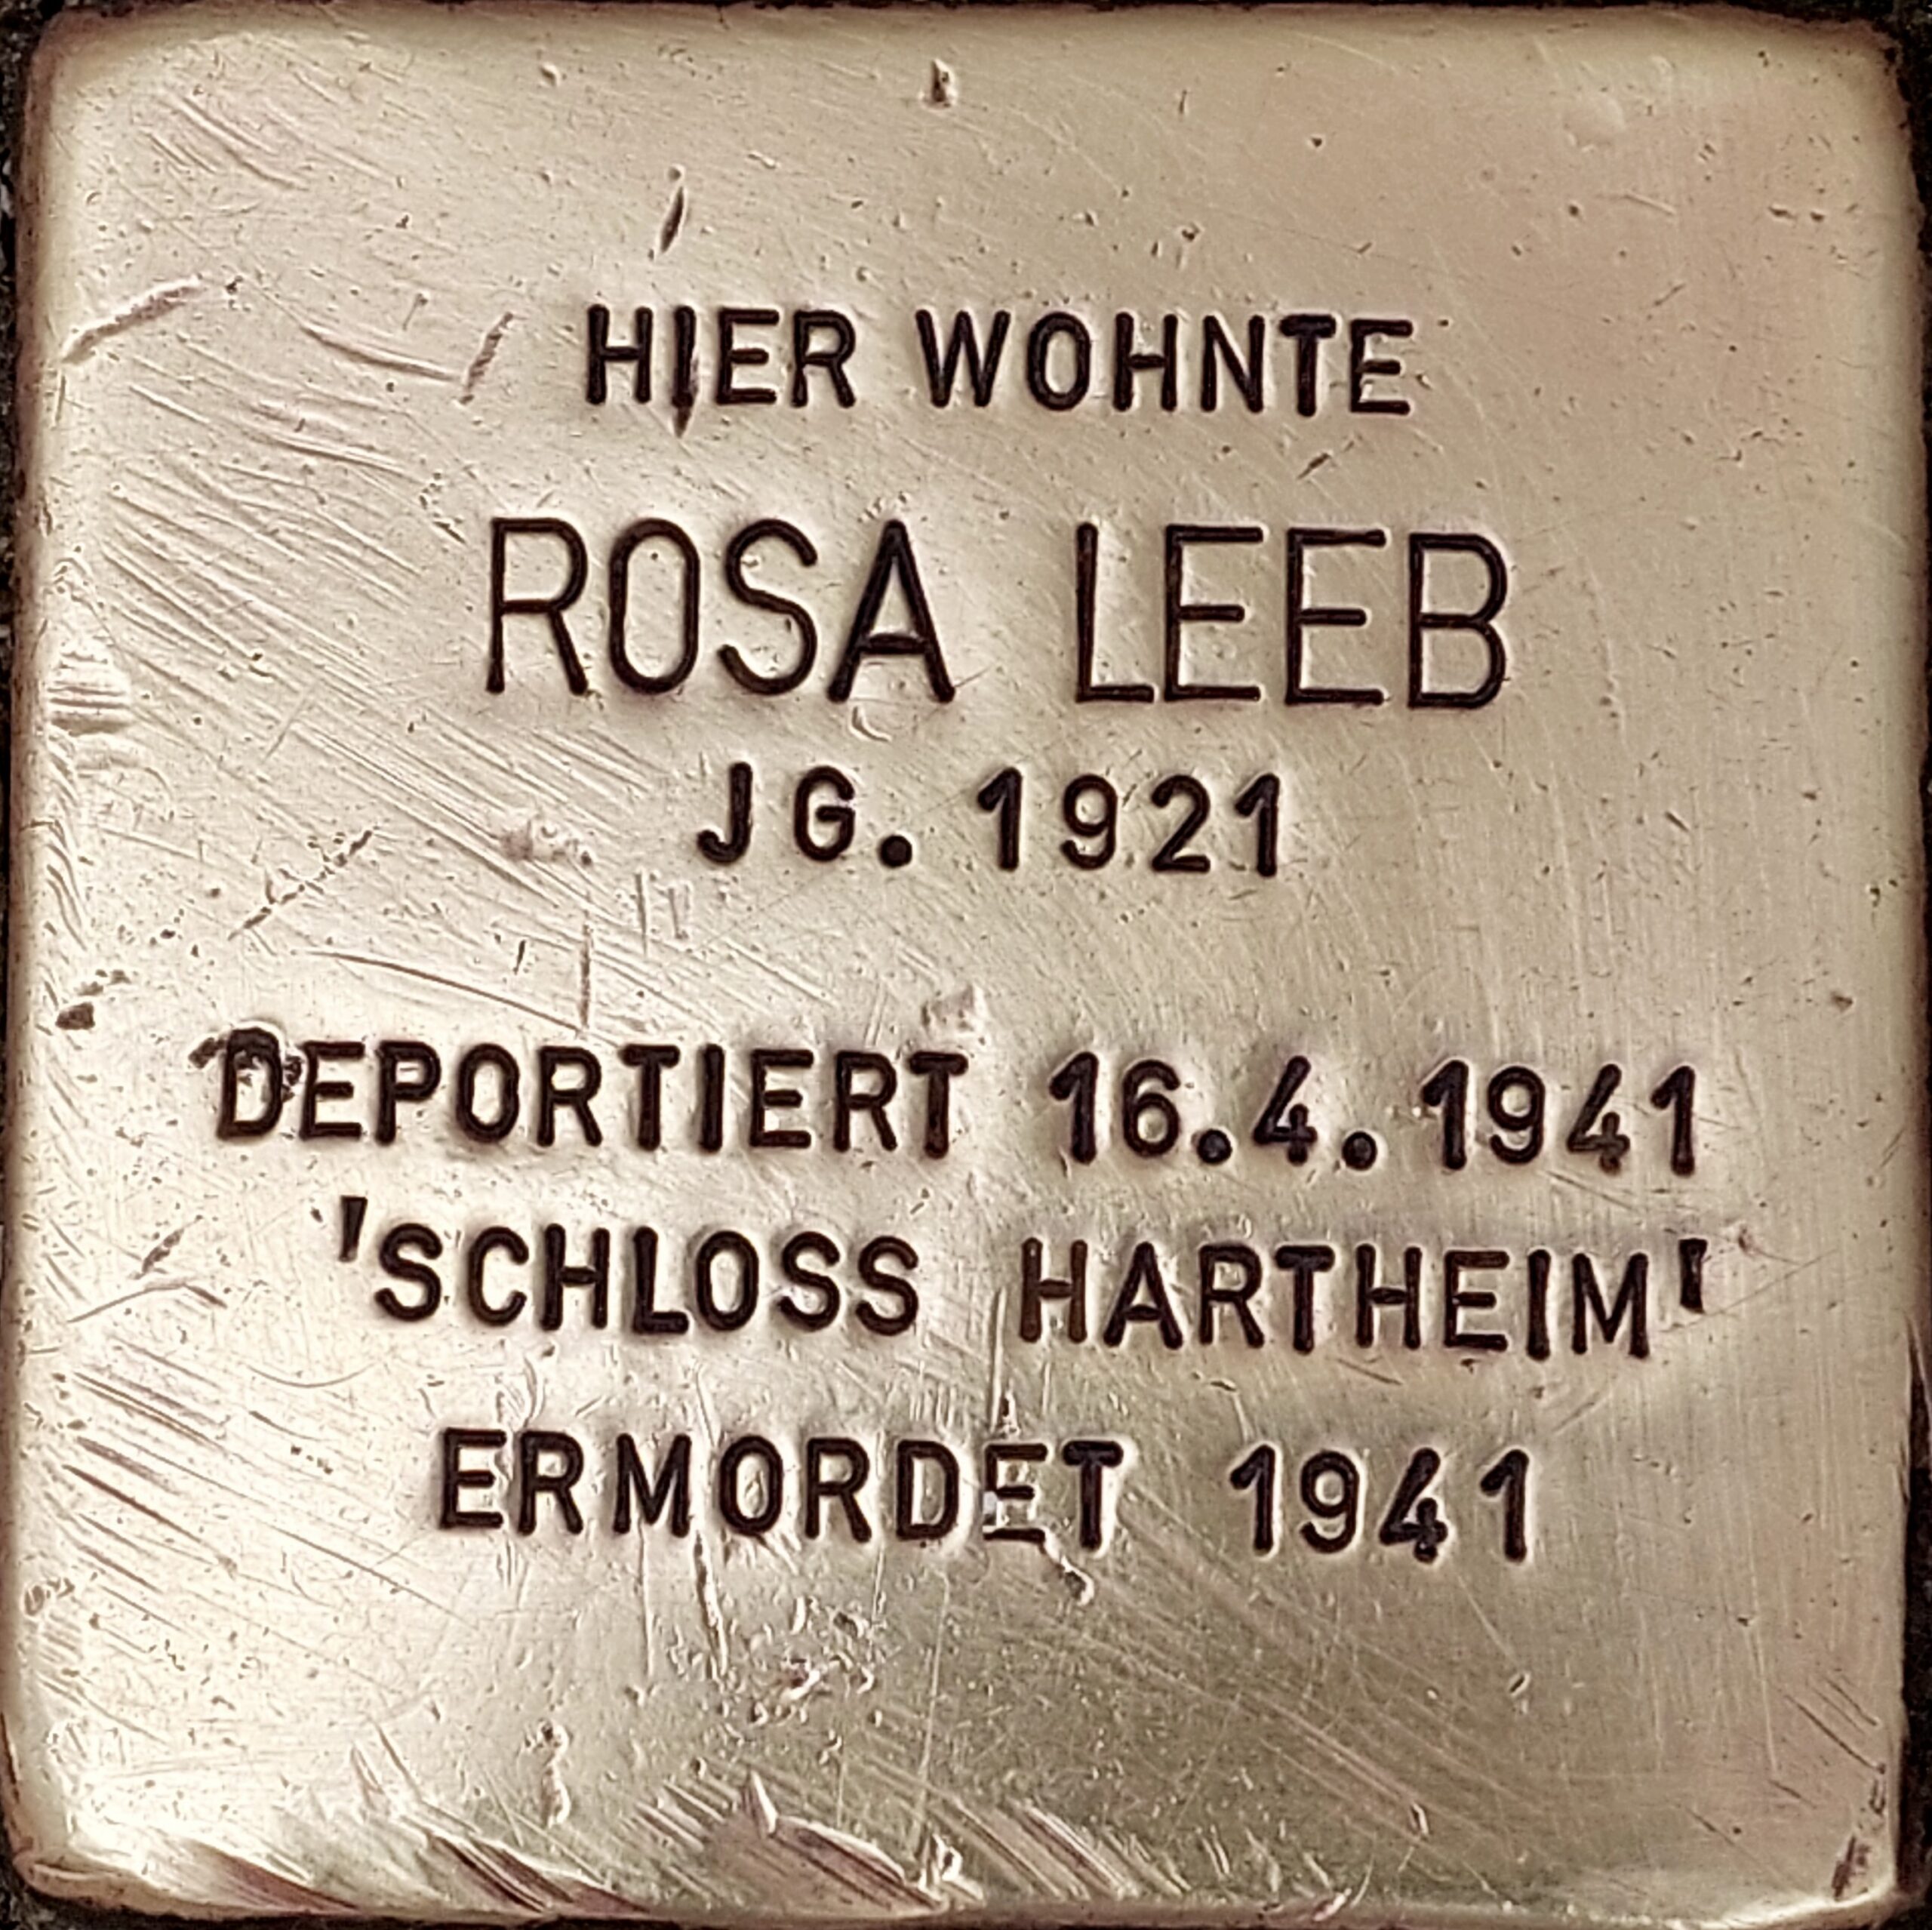 HIER WOHNTE
ROSA LEEB
JG. 1921
DEPORTIERT 16.4.1941
'SCHLOSS HARTHEIM'
ERMORDET 1941